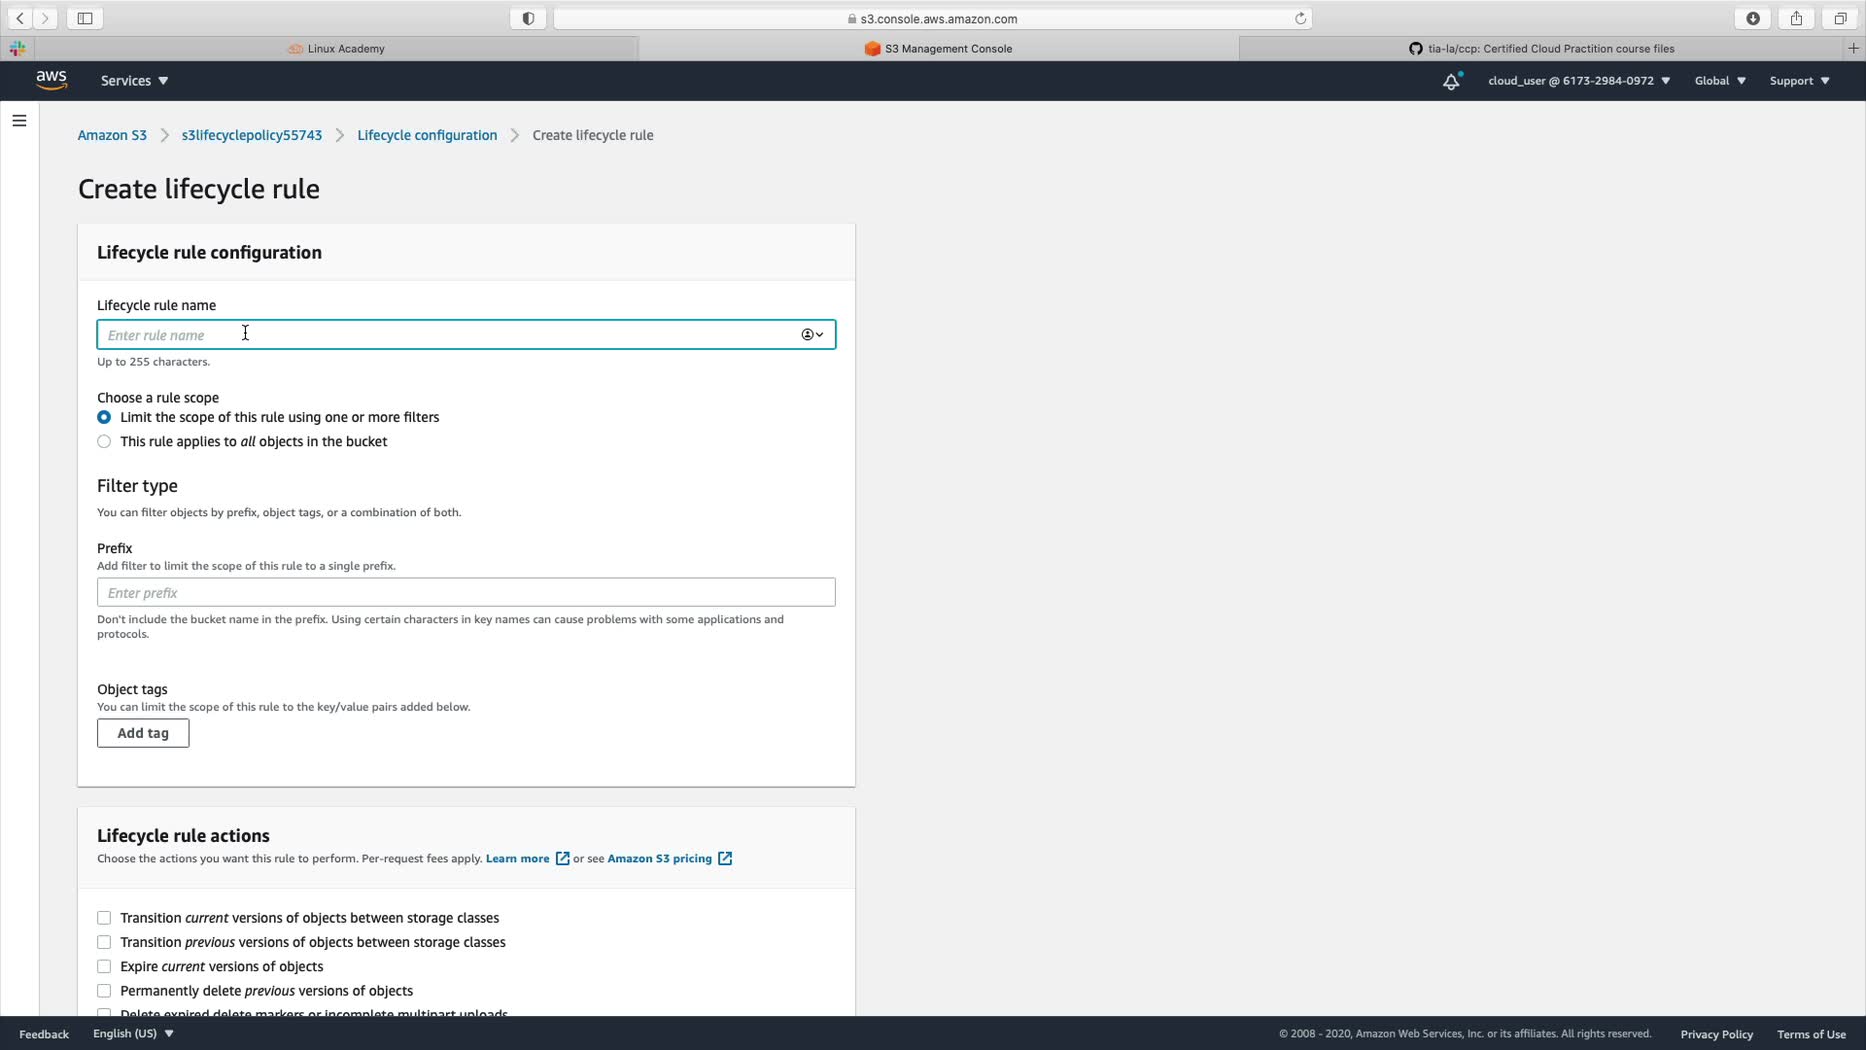 s3.console.aws.amazon.com
Linux Academy
S3 Management Console
tia-la/ccp: Certified Cloud Practition course files
aws
Services
cloud_user @ 6173-2984-0972
Global
Support
Amazon S3
s3lifecyclepolicy55743
Lifecycle configuration
Create lifecycle rule
Create lifecycle rule
Lifecycle rule configuration
Lifecycle rule name
Enter rule name
Up to 255 characters.
Choose a rule scope
Limit the scope of this rule using one or more filters
This rule applies to all objects in the bucket
Filter type
You can filter objects by prefix, object tags, or a combination of both.
Prefix
Add filter to limit the scope of this rule to a single prefix.
Enter prefix
Don't include the bucket name in the prefix. Using certain characters in key names can cause problems with some applications and
protocols.
Object tags
You can limit the scope of this rule to the key/value pairs added below.
Add tag
Lifecycle rule actions
Choose the actions you want this rule to perform. Per-request fees apply. Learn more or see Amazon S3 pricing
Transition current versions of objects between storage classes
Transition previous versions of objects between storage classes
Expire current versions of objects
Permanently delete previous versions of objects
Delete expired delete markers or incomplete multipart uploads
Feedback
English (US)
© 2008 - 2020, Amazon Web Services, Inc. or its affiliates. All rights reserved.
Privacy Policy
Terms of Use